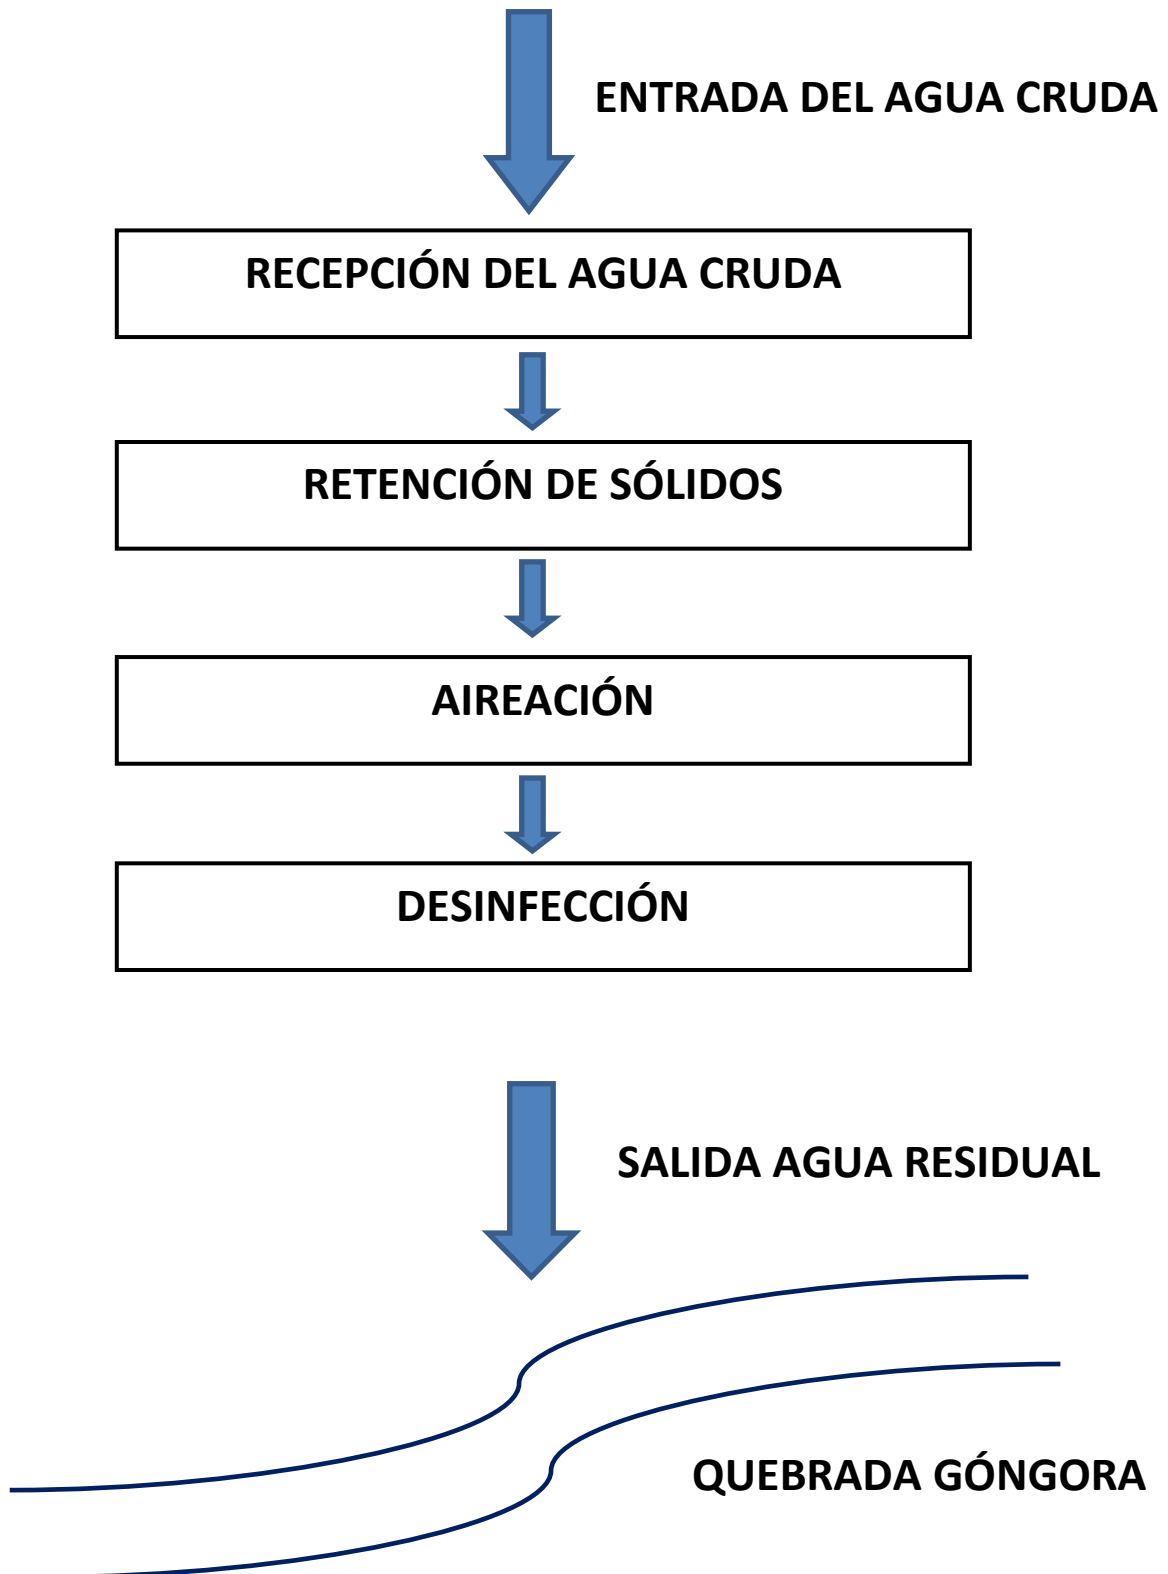 ENTRADA DEL AGUA CRUDA
RECEPCIÓN DEL AGUA CRUDA
RETENCIÓN DE SÓLIDOS
AIREACIÓN
DESINFECCIÓN
SALIDA AGUA RESIDUAL
QUEBRADA GÓNGORA